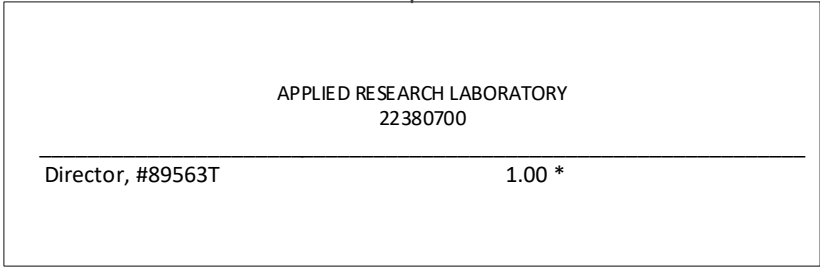 APPLIED RESEARCH LABORATORY
22380700
Director, #89563T 1.00 *